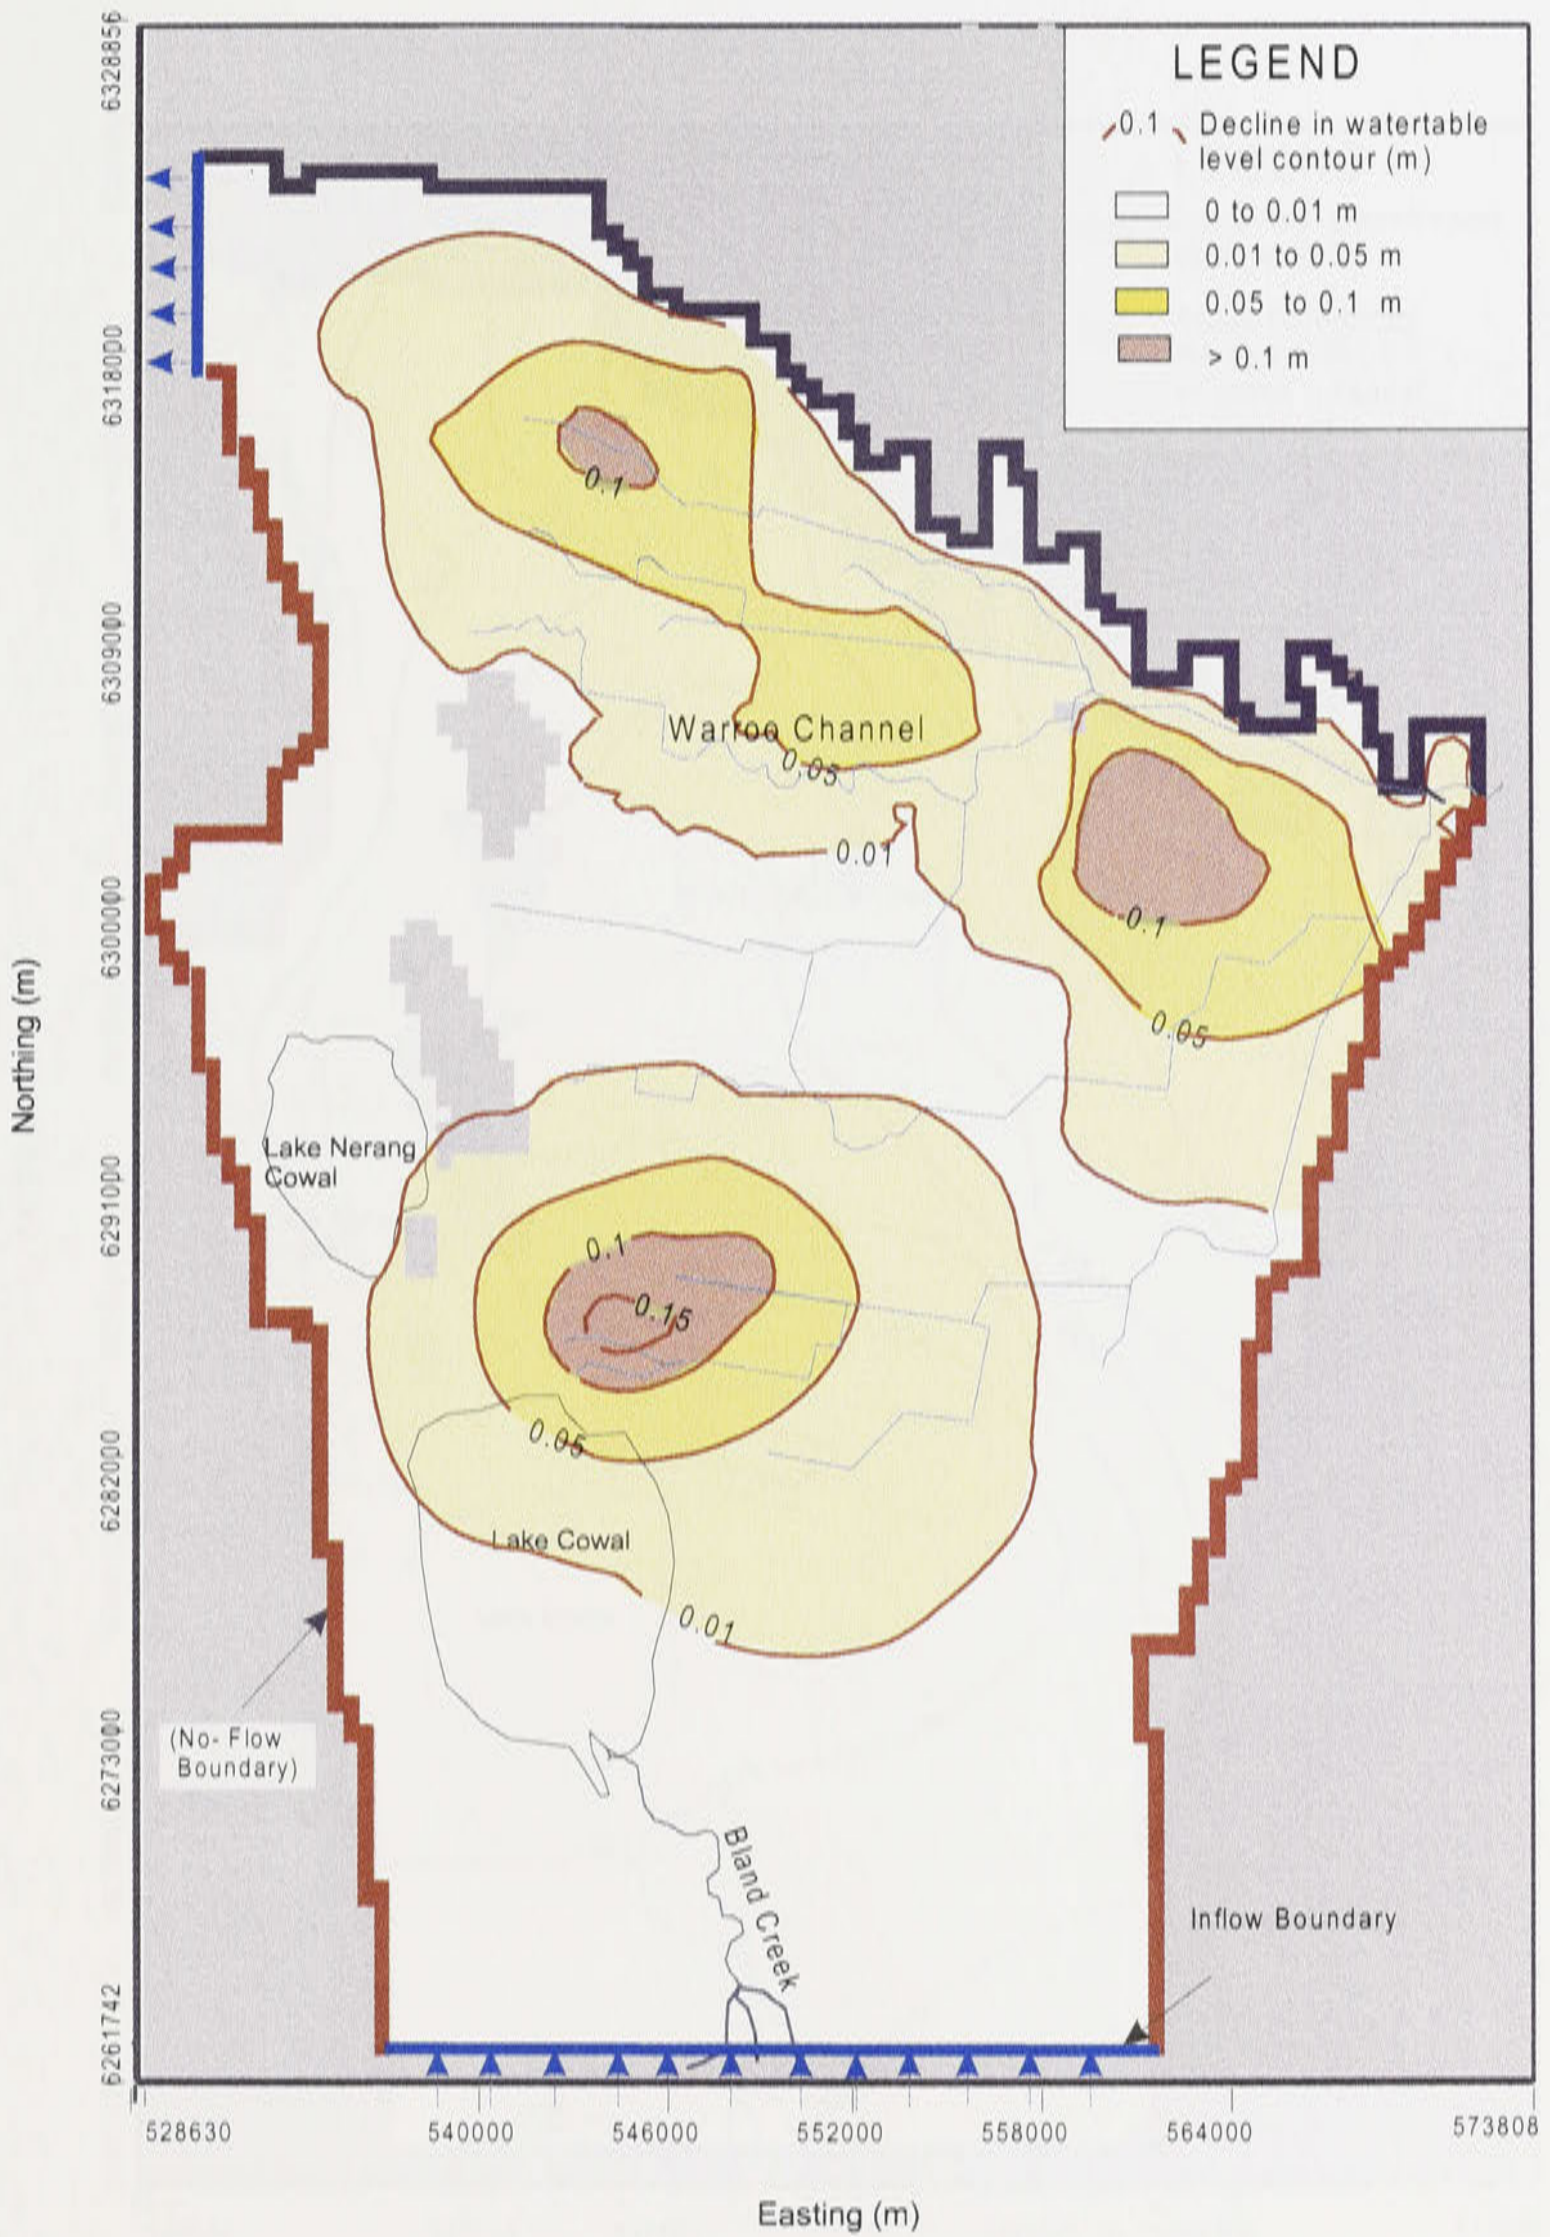 LEGEND
0.1 Decline in watertable
level contour (m)
0 to 0.01 m
0.01 to 0.05 m
0.05 to 0.1 m
> 0.1 m
6328856
6318000
6309000
6300000
6291000
6282000
6273000
6261742
Northing (m)
0.1
Warroo Channel
0.05
0.01
0.1
0.05
Lake Nerang
Cowal
0.1
0.15
0.05
Lake Cowal
0.01
(No- Flow
Boundary)
Bland Creek
Inflow Boundary
528630
540000
546000
552000
558000
564000
573808
Easting (m)